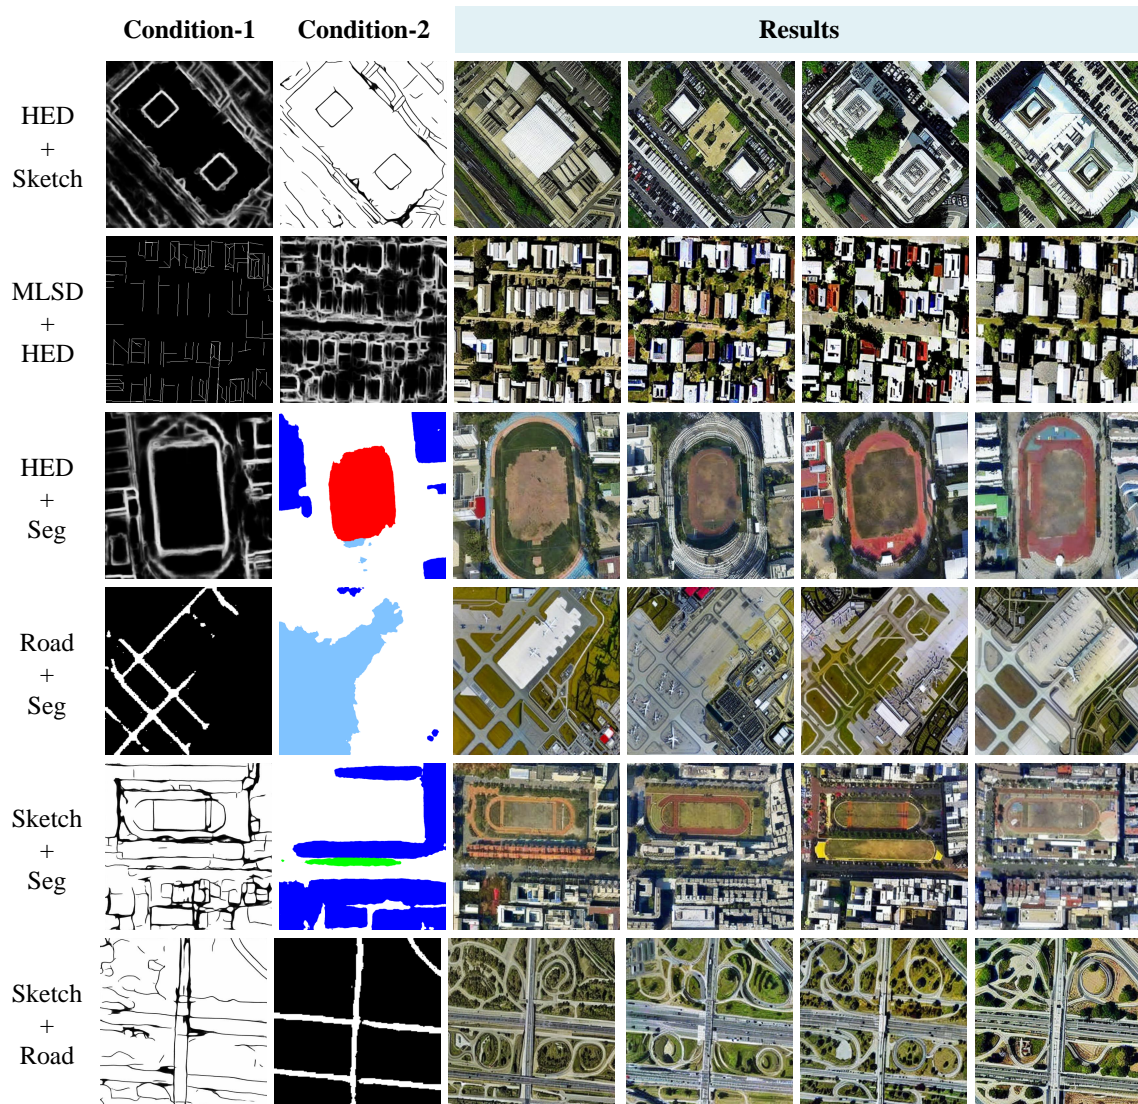 Condition-1 Condition-2 Results
HED
+
Sketch
MLSD
+
HED
HED
+
Seg
Road
+
Seg
Sketch
+
Seg
Sketch
+
Road